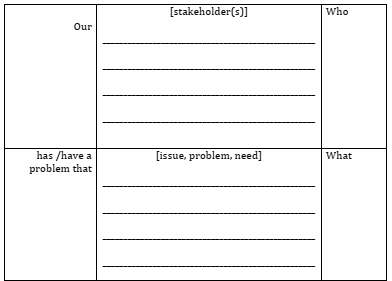 [stakeholder(s)]
Who
Our
has /have a
problem that
[issue, problem, need]
What